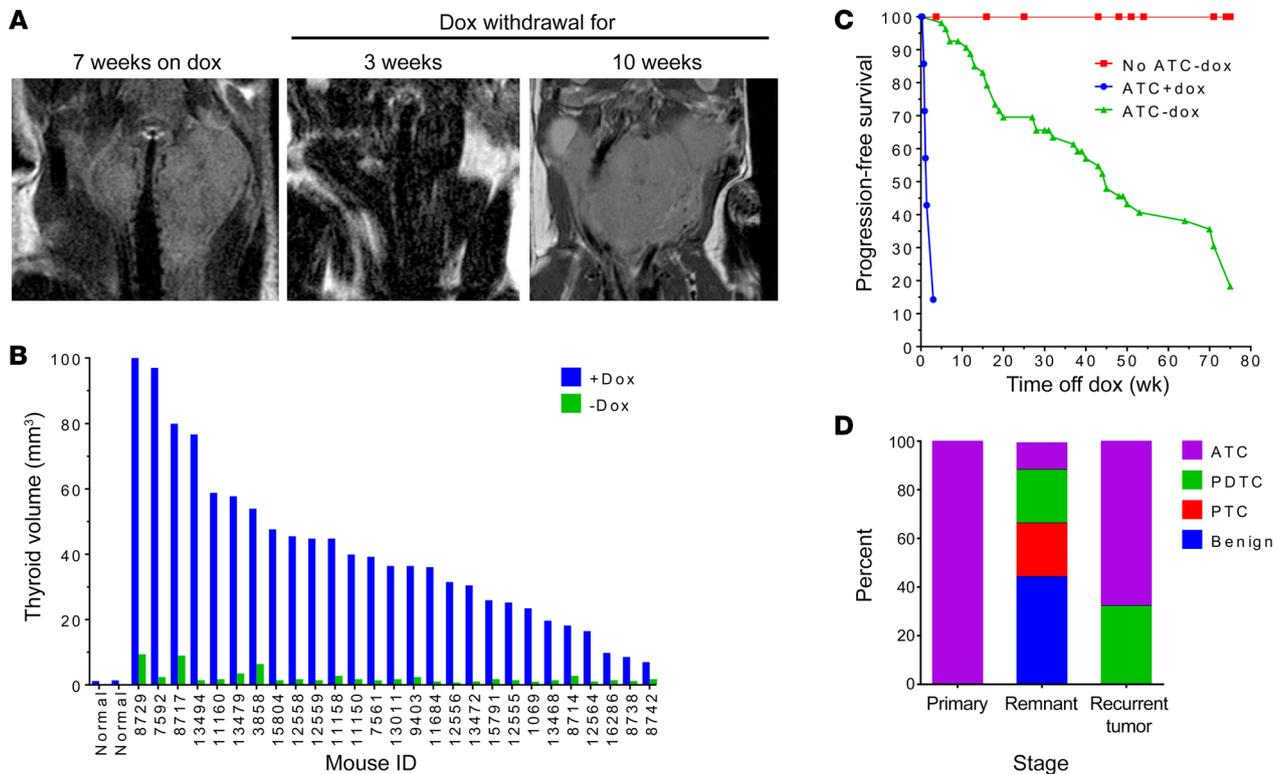 A
Dox withdrawal for
7 weeks on dox
3 weeks
10 weeks
B
Thyroid volume (mm³)
100
80
60
40
20
0
+Dox
-Dox
Normal
Normal
8729
7592
8717
13494
11160
13479
3858
15804
12558
12559
11158
11150
7561
13011
9403
11684
12556
13472
15791
12555
1069
13468
8714
12564
16286
8738
8742
Mouse ID
C
Progression-free survival
100
90
80
70
60
50
40
30
20
10
0
No ATC-dox
ATC+dox
ATC-dox
0 10 20 30 40 50 60 70 80
Time off dox (wk)
D
Percent
100
80
60
40
20
0
ATC
PDTC
PTC
Benign
Primary Remnant Recurrent
tumor
Stage